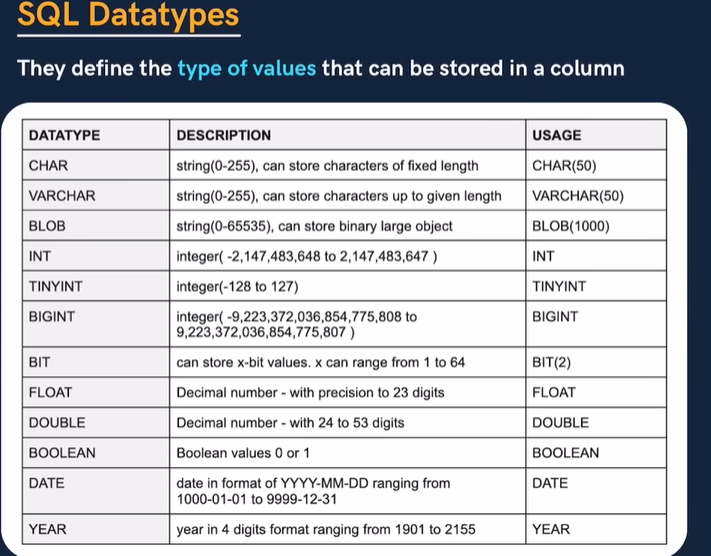 SQL Datatypes
They define the type of values that can be stored in a column
DATATYPE DESCRIPTION USAGE
CHAR string(0-255), can store characters of fixed length CHAR(50)
VARCHAR string(0-255), can store characters up to given length VARCHAR(50)
BLOB string(0-65535), can store binary large object BLOB(1000)
INT integer( -2,147,483,648 to 2,147,483,647 ) INT
TINYINT integer(-128 to 127) TINYINT
BIGINT integer( -9,223,372,036,854,775,808 to BIGINT
9,223,372,036,854,775,807 )
BIT can store x-bit values. x can range from 1 to 64 BIT(2)
FLOAT Decimal number - with precision to 23 digits FLOAT
DOUBLE Decimal number - with 24 to 53 digits DOUBLE
BOOLEAN Boolean values 0 or 1 BOOLEAN
DATE date in format of YYYY-MM-DD ranging from DATE
1000-01-01 to 9999-12-31
YEAR year in 4 digits format ranging from 1901 to 2155 YEAR